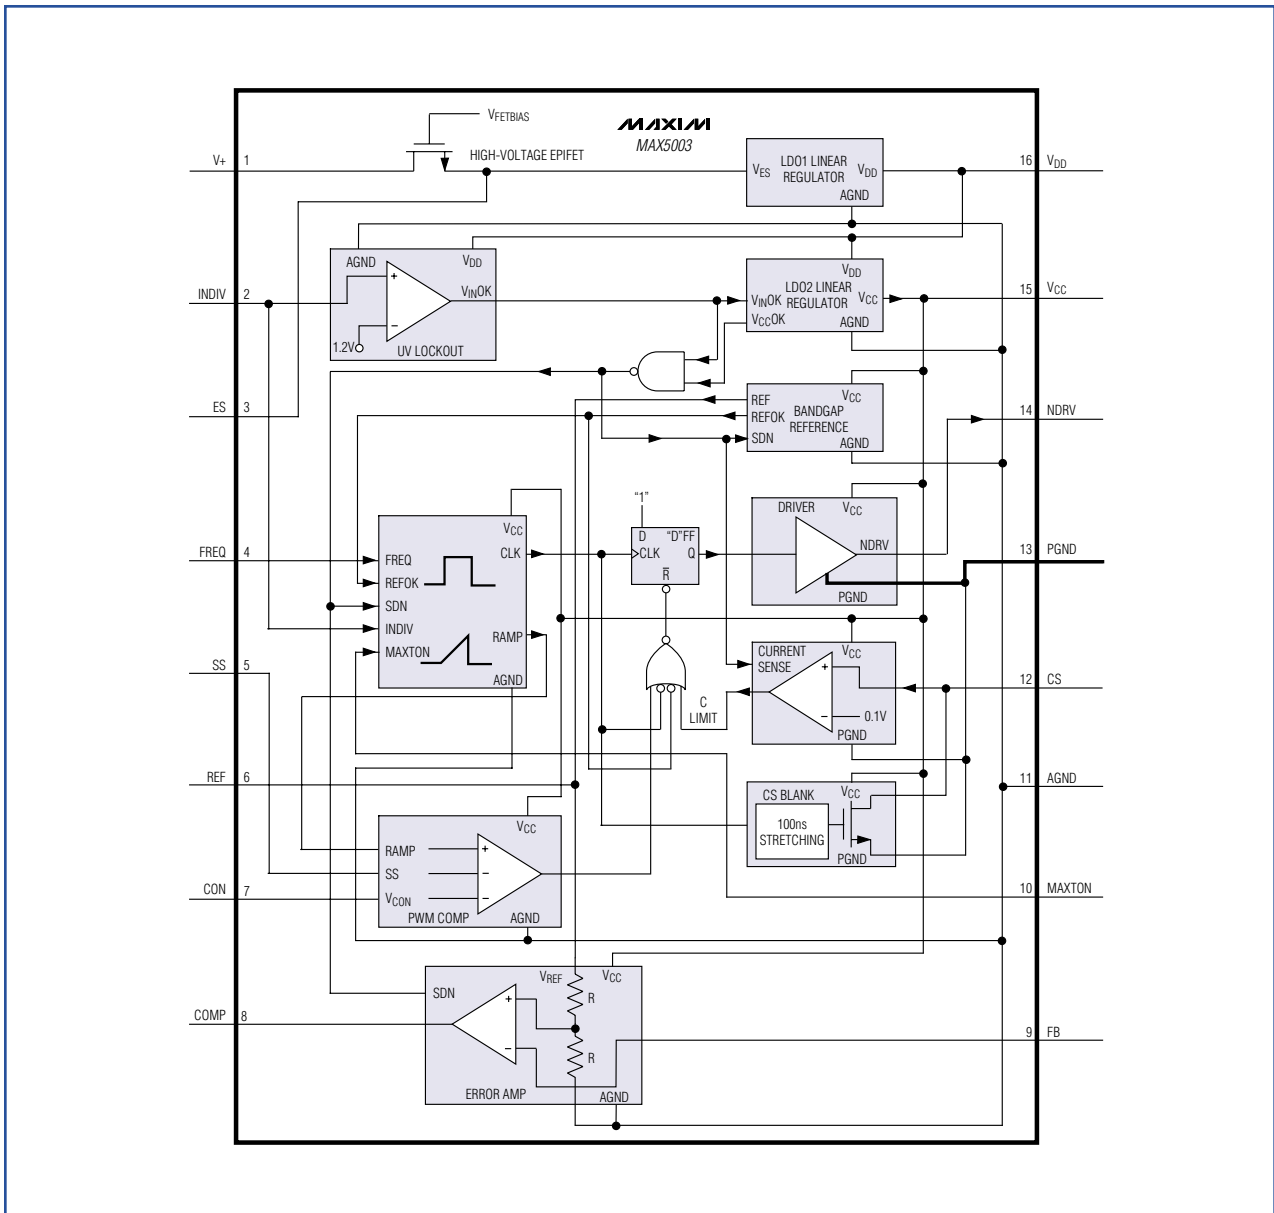 VFETBIAS
MAXIM
MAX5003
V+ 1
HIGH-VOLTAGE EPIFET
VES
LDO1 LINEAR
REGULATOR
VDD
AGND
16 VDD
AGND
VDD
INDIV 2
+
−
1.2V
VINOK
UV LOCKOUT
VDD
VINOK
LDO2 LINEAR
REGULATOR
VCC
VCCOK
AGND
15 VCC
ES 3
VCC
REF
REFOK
BANDGAP
REFERENCE
SDN
AGND
14 NDRV
"1"
D
"D"FF
CLK
Q
R
DRIVER
VCC
NDRV
PGND
13 PGND
FREQ 4
VCC
CLK
FREQ
REFOK
SDN
INDIV
MAXTON
RAMP
AGND
SS 5
CURRENT
SENSE
VCC
+
−
0.1V
PGND
C
LIMIT
12 CS
REF 6
CS BLANK
VCC
100ns
STRETCHING
PGND
11 AGND
VCC
RAMP
SS
VCON
+
−
−
PWM COMP
AGND
CON 7
10 MAXTON
VREF
VCC
SDN
+
−
R
R
ERROR AMP
AGND
COMP 8
9 FB